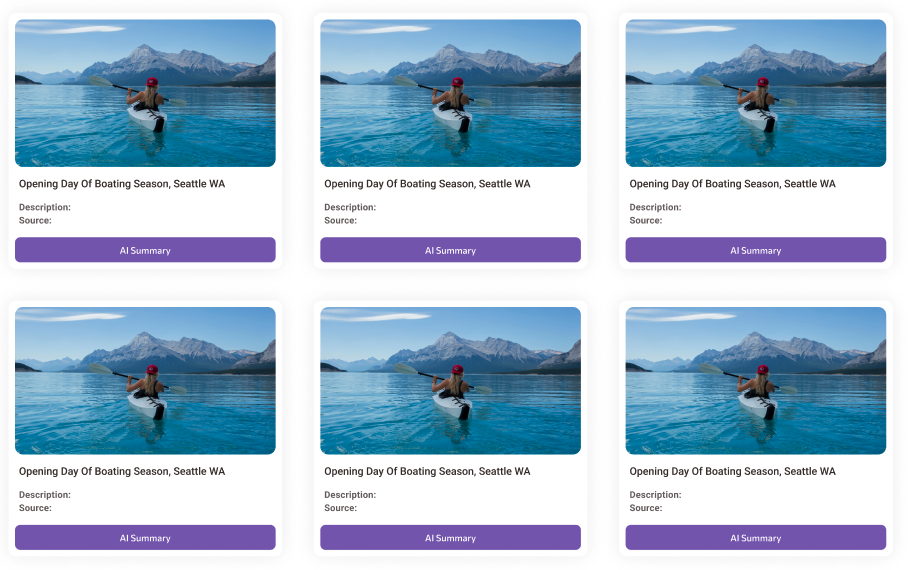 Opening Day Of Boating Season, Seattle WA
Description:
Source:
AI Summary
Opening Day Of Boating Season, Seattle WA
Description:
Source:
AI Summary
Opening Day Of Boating Season, Seattle WA
Description:
Source:
AI Summary
Opening Day Of Boating Season, Seattle WA
Description:
Source:
AI Summary
Opening Day Of Boating Season, Seattle WA
Description:
Source:
AI Summary
Opening Day Of Boating Season, Seattle WA
Description:
Source:
AI Summary